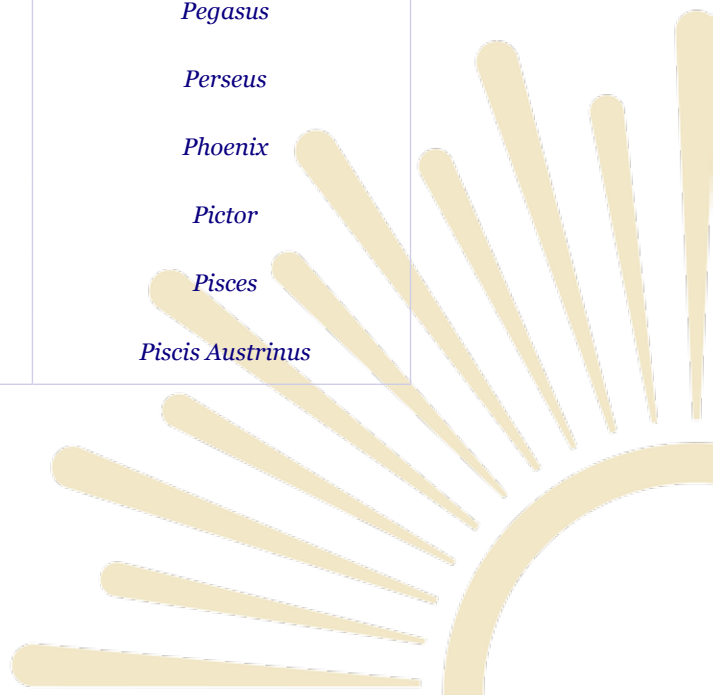 Pegasus
Perseus
Phoenix
Pictor
Pisces
Piscis Austrinus